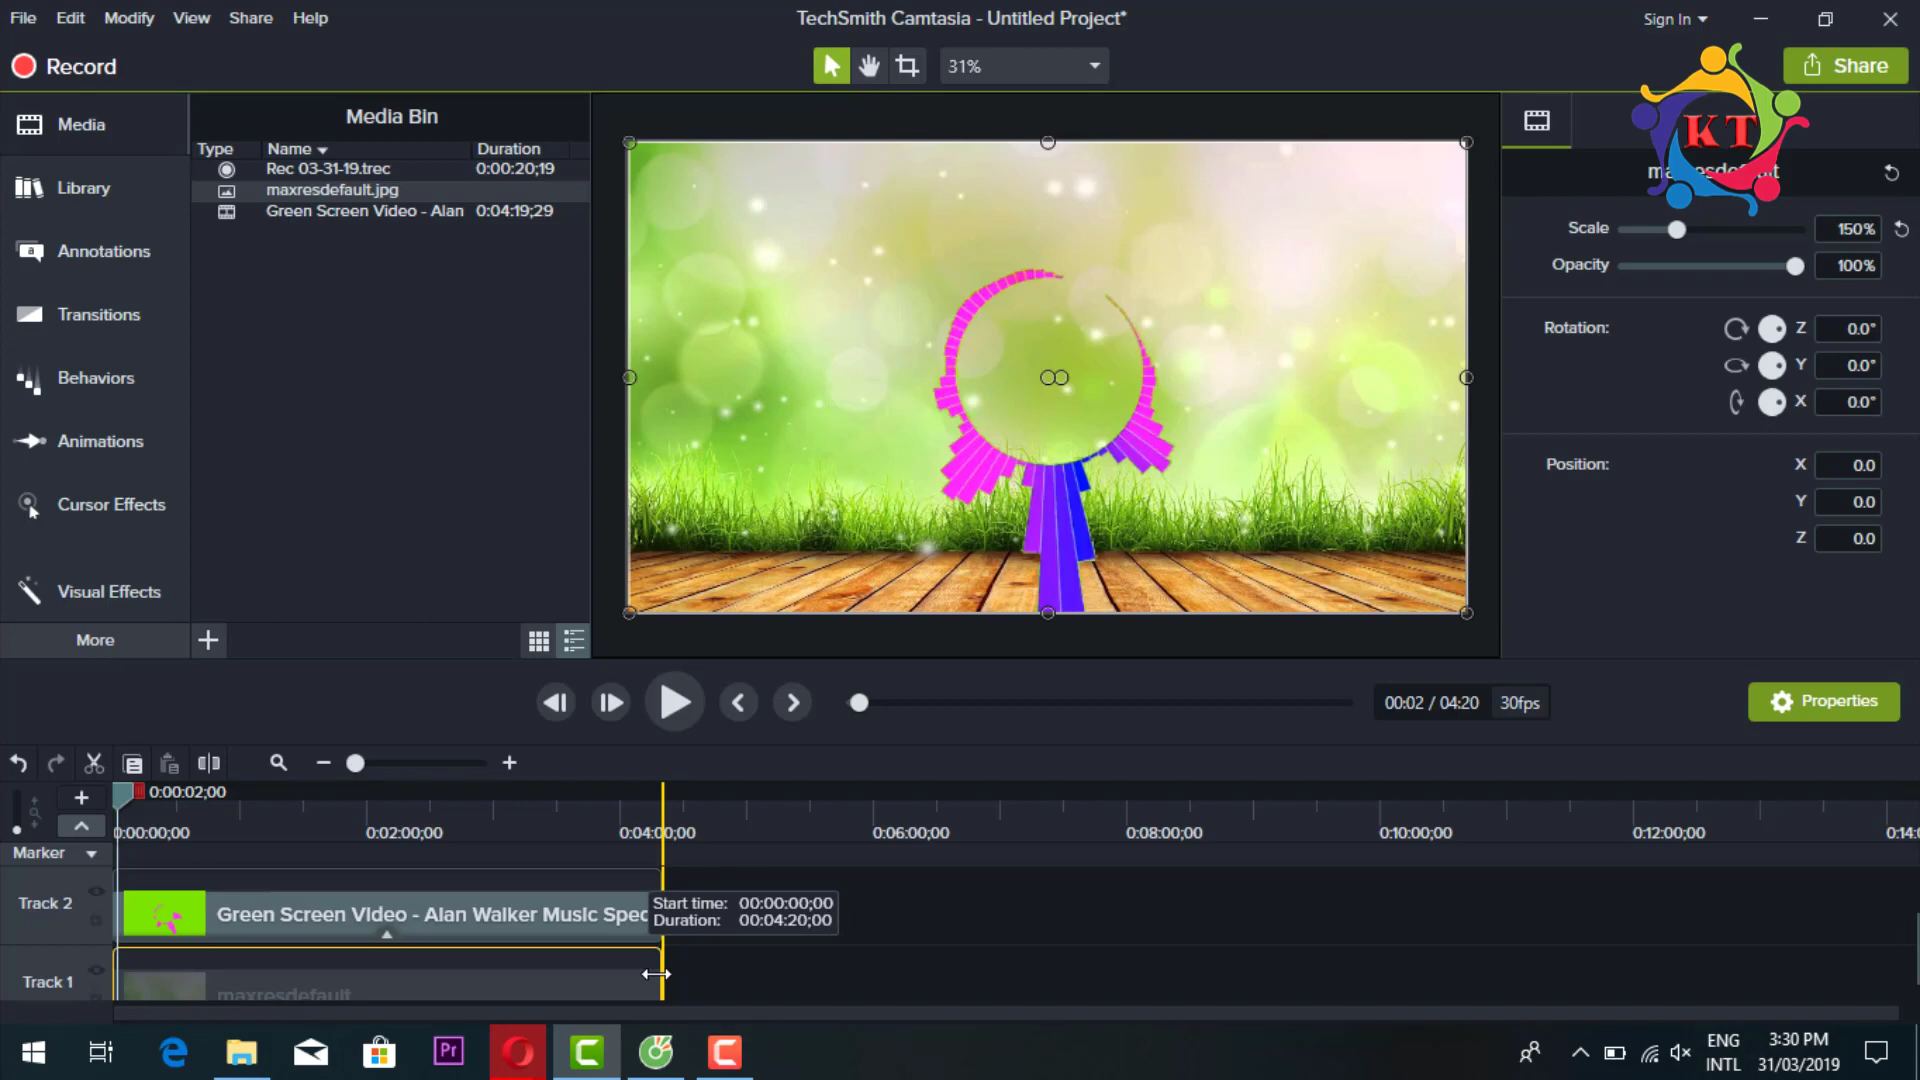 File Edit Modify View Share Help
TechSmith Camtasia - Untitled Project*
Sign In
Record
31%
Share
KT
Media
Library
Annotations
Transitions
Behaviors
Animations
Cursor Effects
Visual Effects
More
Media Bin
Type Name Duration
Rec 03-31-19.trec 0:00:20;19
maxresdefault.jpg
Green Screen Video - Alan 0:04:19;29
maxresdefault
Scale 150%
Opacity 100%
Rotation: Z 0.0°
Y 0.0°
X 0.0°
Position: X 0.0
Y 0.0
Z 0.0
00:02 / 04:20 30fps
Properties
0:00:02;00
0:00:00;00 0:02:00;00 0:04:00;00 0:06:00;00 0:08:00;00 0:10:00;00 0:12:00;00 0:14:0
Marker
Track 2
Green Screen Video - Alan Walker Music Spec
Start time: 00:00:00;00
Duration: 00:04:20;00
Track 1
maxresdefault
Pr
ENG
INTL
3:30 PM
31/03/2019